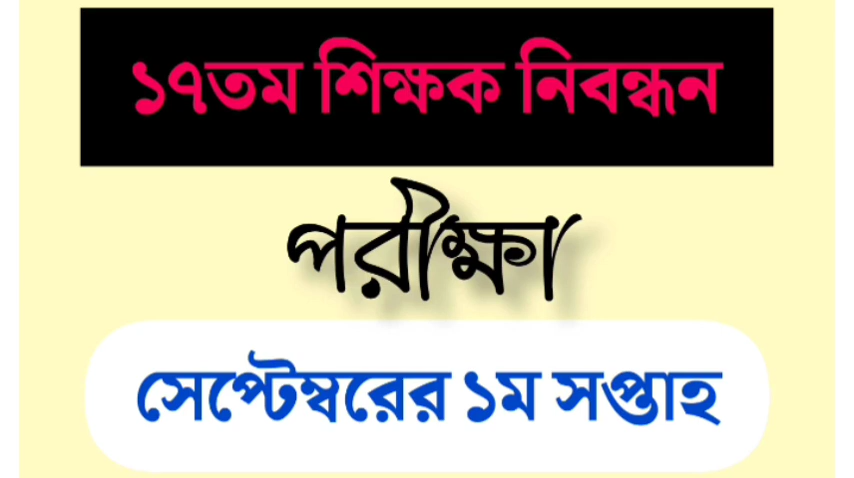 ১৭তম শিক্ষক নিবন্ধন
পরীক্ষা
সেপ্টেম্বরের ১ম সপ্তাহ